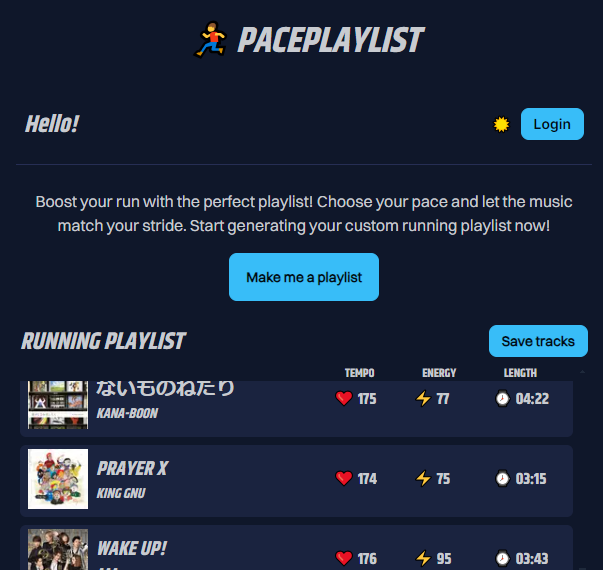 PACEPLAYLIST
Hello!
Login
Boost your run with the perfect playlist! Choose your pace and let the music
match your stride. Start generating your custom running playlist now!
Make me a playlist
RUNNING PLAYLIST
Save tracks
TEMPO ENERGY LENGTH
ないものねだり 175 77 04:22
KANA-BOON
PRAYER X 174 75 03:15
KING GNU
WAKE UP! 176 95 03:43